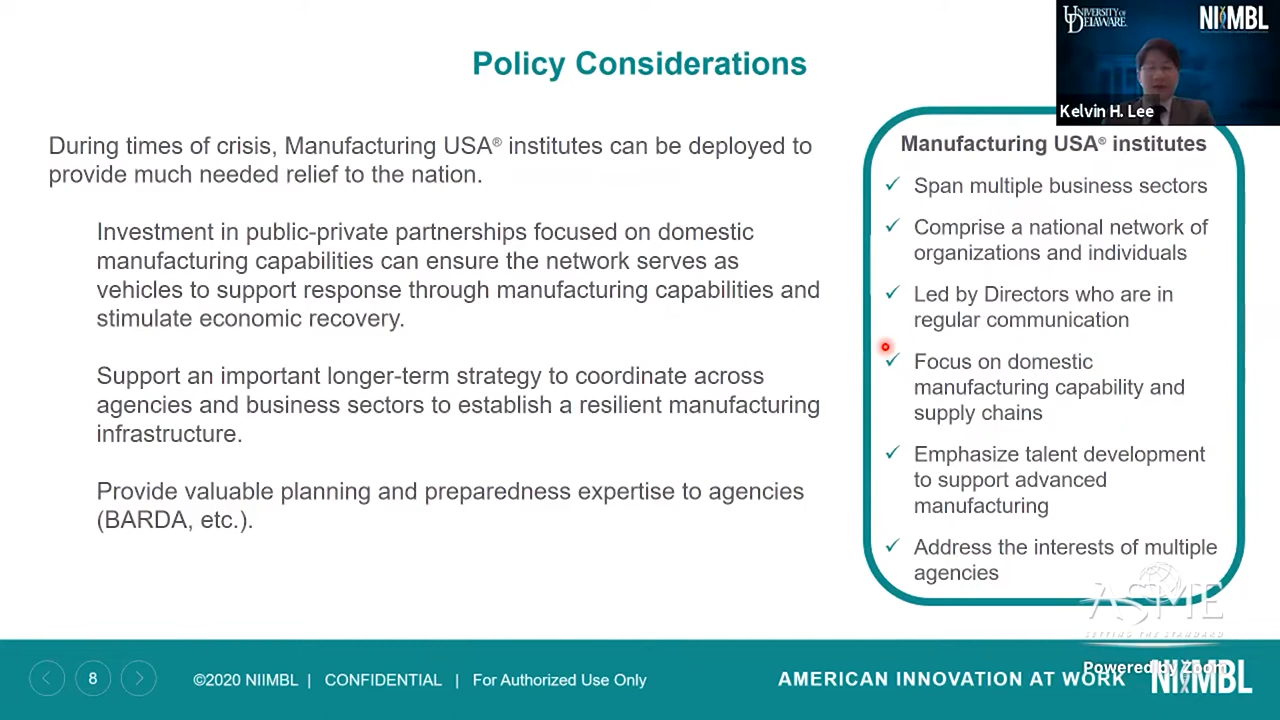 Policy Considerations
UNIVERSITY OF
DELAWARE
NIIMBL
Kelvin H. Lee
During times of crisis, Manufacturing USA® institutes can be deployed to
provide much needed relief to the nation.
Investment in public-private partnerships focused on domestic
manufacturing capabilities can ensure the network serves as
vehicles to support response through manufacturing capabilities and
stimulate economic recovery.
Support an important longer-term strategy to coordinate across
agencies and business sectors to establish a resilient manufacturing
infrastructure.
Provide valuable planning and preparedness expertise to agencies
(BARDA, etc.).
Manufacturing USA® institutes
✓ Span multiple business sectors
✓ Comprise a national network of
organizations and individuals
✓ Led by Directors who are in
regular communication
✓ Focus on domestic
manufacturing capability and
supply chains
✓ Emphasize talent development
to support advanced
manufacturing
✓ Address the interests of multiple
agencies
ASME
SETTING THE STANDARD
8
©2020 NIIMBL | CONFIDENTIAL | For Authorized Use Only
AMERICAN INNOVATION AT WORK
Powered by Zoom
NIIMBL